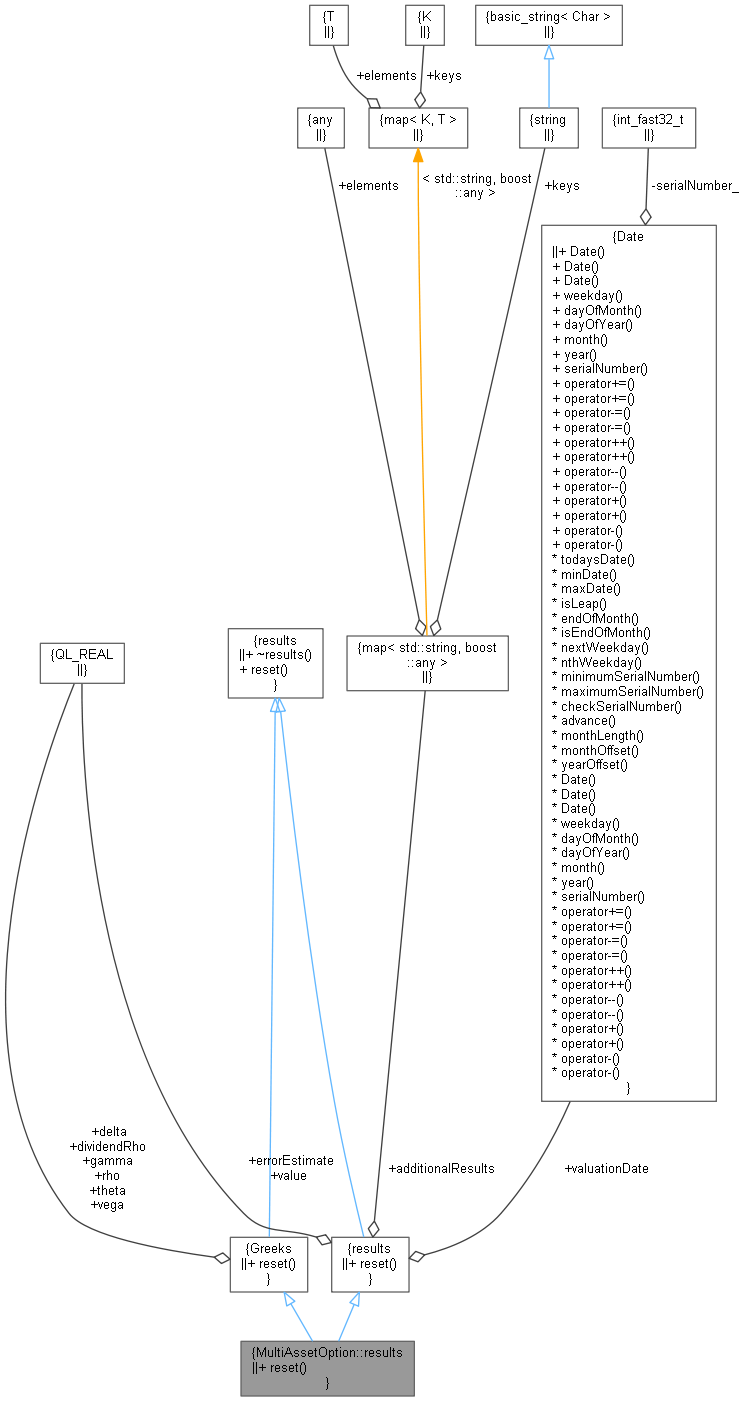 {T
||}
{K
||}
{basic_string< Char >
||}
+elements
+keys
{any
||}
{map< K, T >
||}
{string
||}
{int_fast32_t
||}
+elements
< std::string, boost
::any >
+keys
-serialNumber_
{Date
||+ Date()
+ Date()
+ Date()
+ weekday()
+ dayOfMonth()
+ dayOfYear()
+ month()
+ year()
+ serialNumber()
+ operator+=()
+ operator+=()
+ operator-=()
+ operator-=()
+ operator++()
+ operator++()
+ operator--()
+ operator--()
+ operator+()
+ operator+()
+ operator-()
+ operator-()
* todaysDate()
* minDate()
* maxDate()
* isLeap()
* endOfMonth()
* isEndOfMonth()
* nextWeekday()
* nthWeekday()
* minimumSerialNumber()
* maximumSerialNumber()
* checkSerialNumber()
* advance()
* monthLength()
* monthOffset()
* yearOffset()
* Date()
* Date()
* Date()
* weekday()
* dayOfMonth()
* dayOfYear()
* month()
* year()
* serialNumber()
* operator+=()
* operator+=()
* operator-=()
* operator-=()
* operator++()
* operator++()
* operator--()
* operator--()
* operator+()
* operator+()
* operator-()
* operator-()
}
{QL_REAL
||}
{results
||+ ~results()
+ reset()
}
{map< std::string, boost
::any >
||}
+delta
+dividendRho
+gamma
+rho
+theta
+vega
+errorEstimate
+value
+additionalResults
+valuationDate
{Greeks
||+ reset()
}
{results
||+ reset()
}
{MultiAssetOption::results
||+ reset()
}